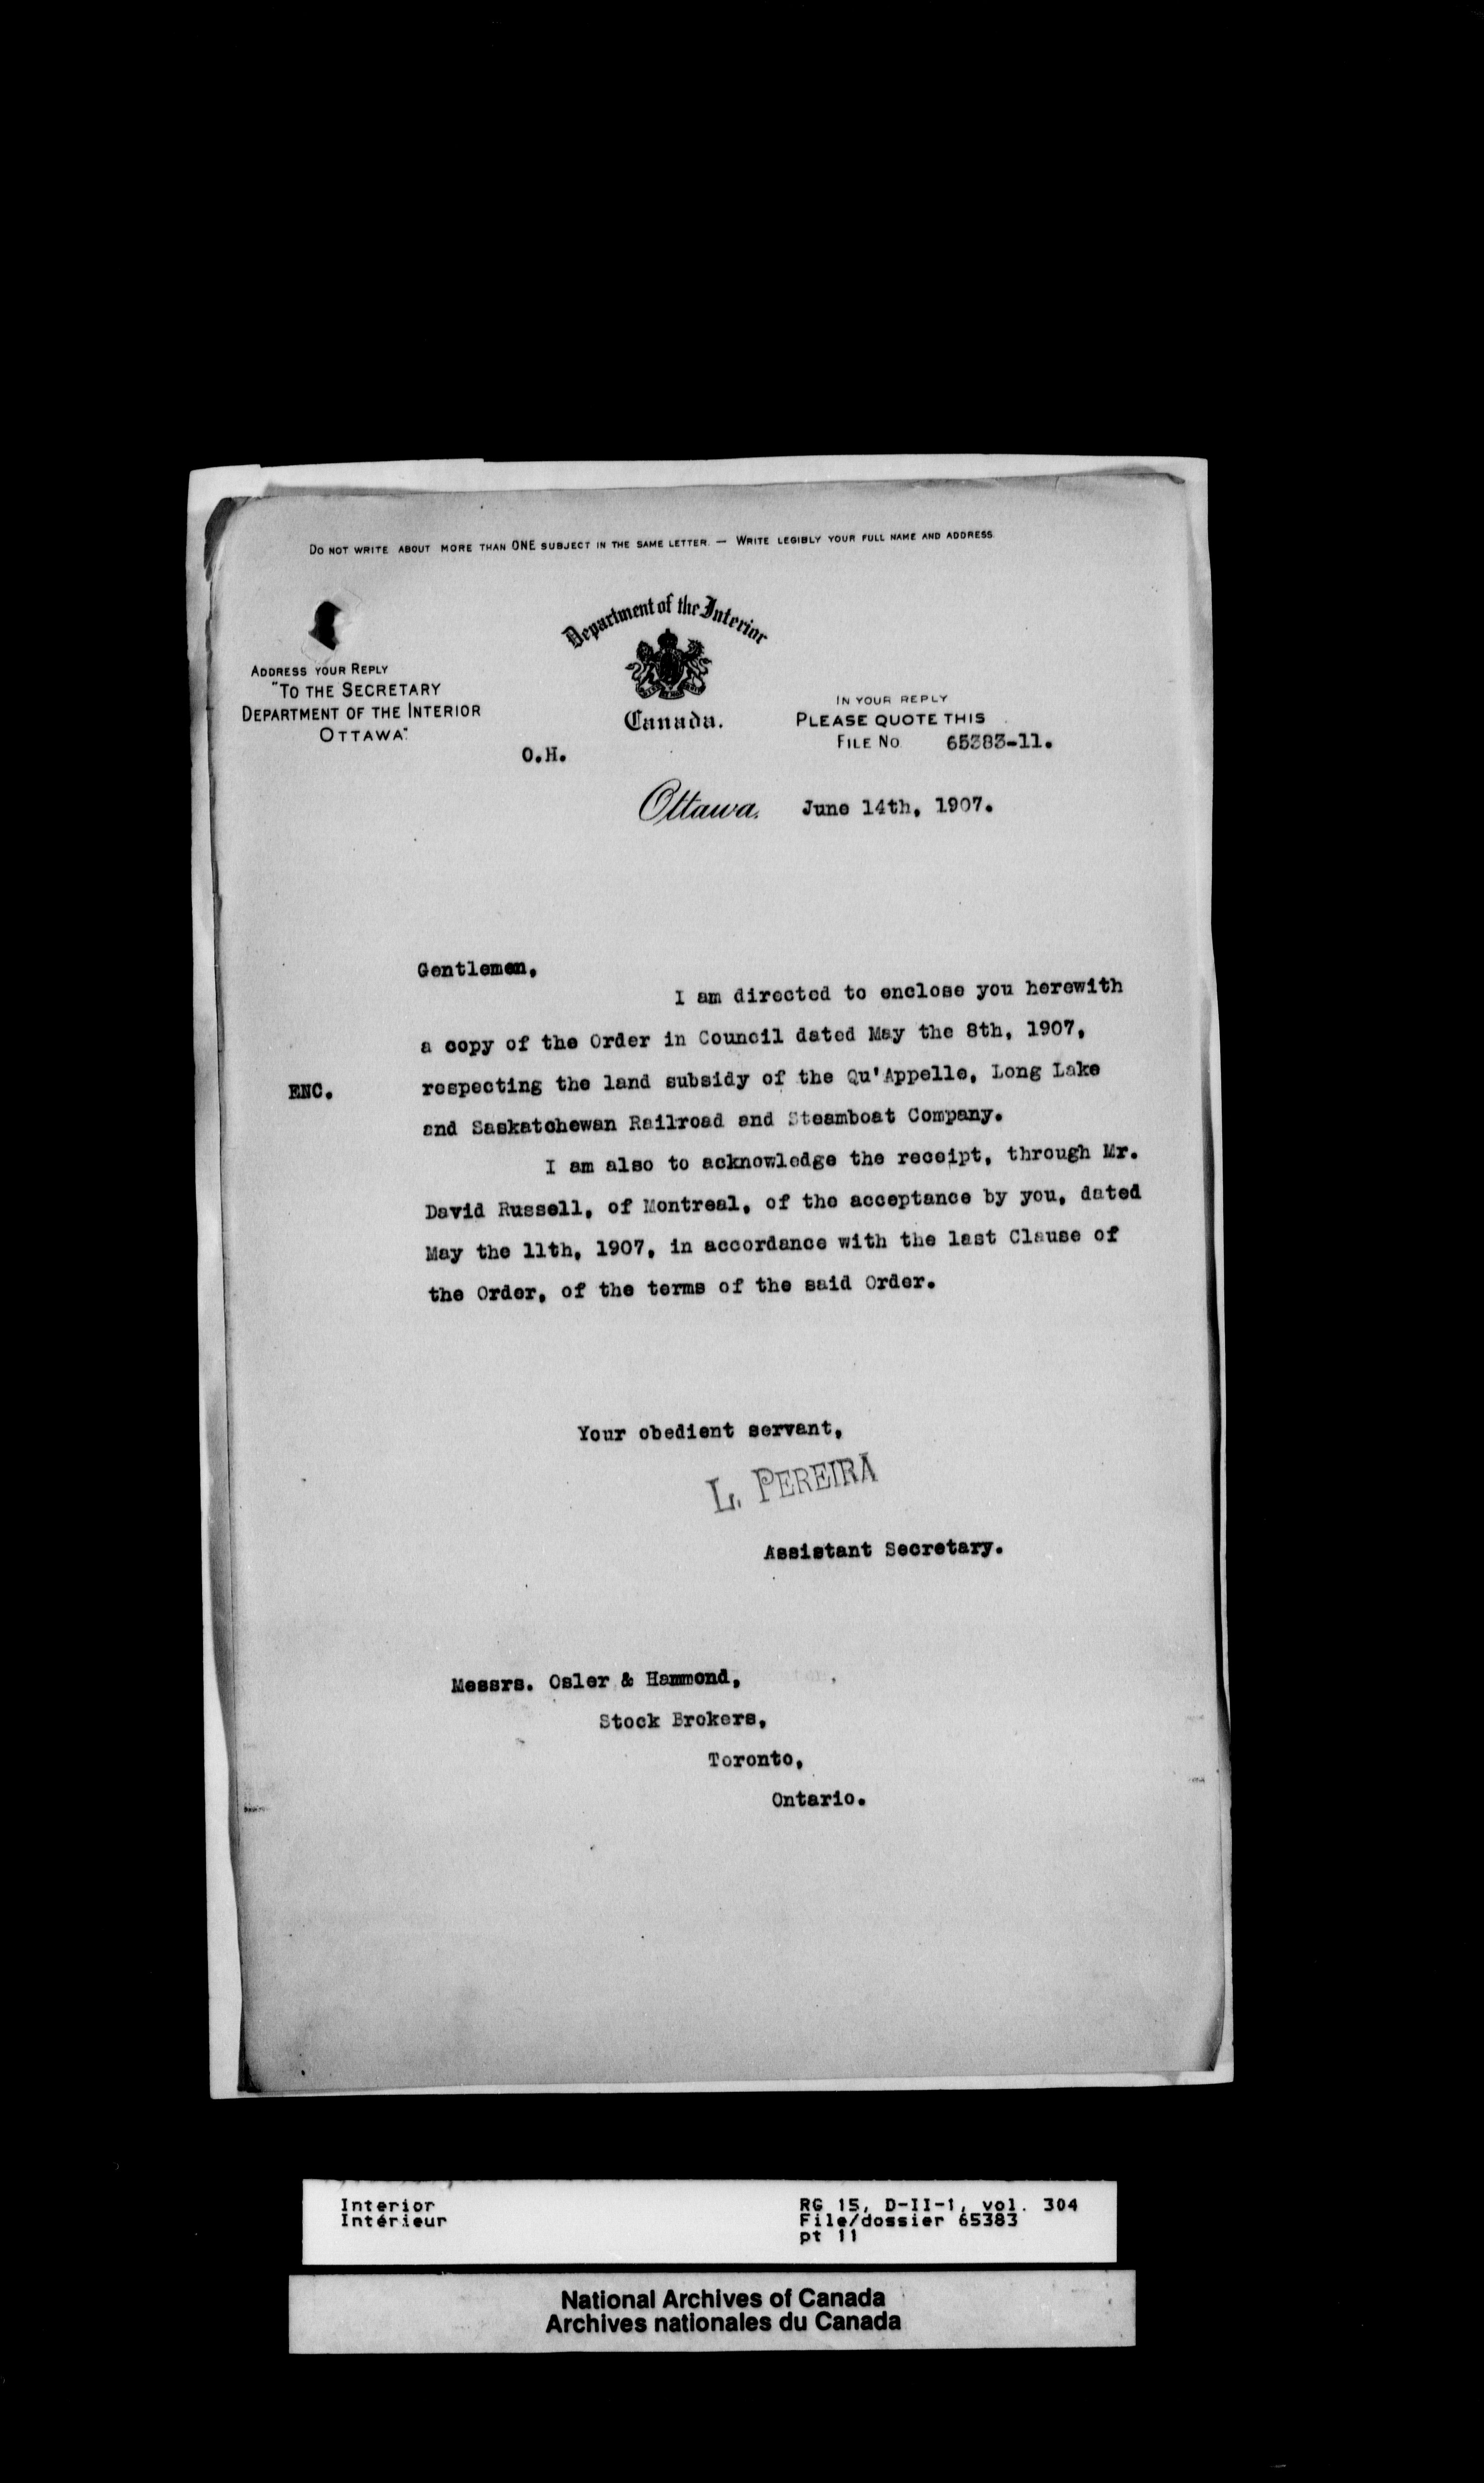 Do not write about more than ONE subject in the same letter. — Write legibly your full name and address.
Department of the Interior
Canada.
Address your Reply
"To the Secretary
Department of the Interior
Ottawa."
In your reply
Please quote this
File No 65383-11.
O.H.
Ottawa, June 14th, 1907.
Gentlemen,
I am directed to enclose you herewith
a copy of the Order in Council dated May the 8th, 1907,
ENC. respecting the land subsidy of the Qu'Appelle, Long Lake
and Saskatchewan Railroad and Steamboat Company.
I am also to acknowledge the receipt, through Mr.
David Russell, of Montreal, of the acceptance by you, dated
May the 11th, 1907, in accordance with the last Clause of
the Order, of the terms of the said Order.
Your obedient servant,
L. PEREIRA
Assistant Secretary.
Messrs. Osler & Hammond,
Stock Brokers,
Toronto,
Ontario.
Interior
Intérieur
RG 15, D-II-1, vol. 304
File/dossier 65383
pt 11
National Archives of Canada
Archives nationales du Canada